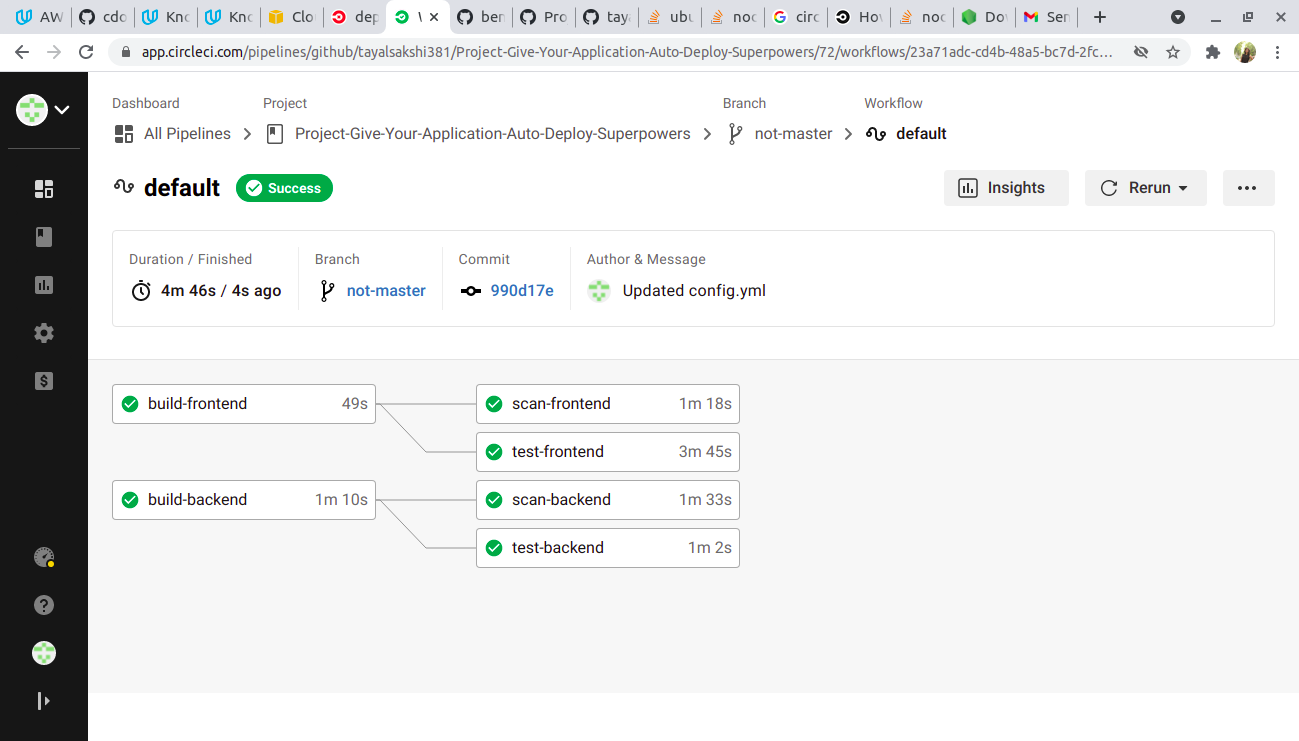 AW cdo Kno Kno Clo dep ben Pro tay ubu noc circ Ho noc Do Sen
app.circleci.com/pipelines/github/tayalsakshi381/Project-Give-Your-Application-Auto-Deploy-Superpowers/72/workflows/23a71adc-cd4b-48a5-bc7d-2fc...
Dashboard Project Branch Workflow
All Pipelines Project-Give-Your-Application-Auto-Deploy-Superpowers not-master default
default Success Insights Rerun
Duration / Finished Branch Commit Author & Message
4m 46s / 4s ago not-master 990d17e Updated config.yml
build-frontend 49s scan-frontend 1m 18s
test-frontend 3m 45s
build-backend 1m 10s scan-backend 1m 33s
test-backend 1m 2s